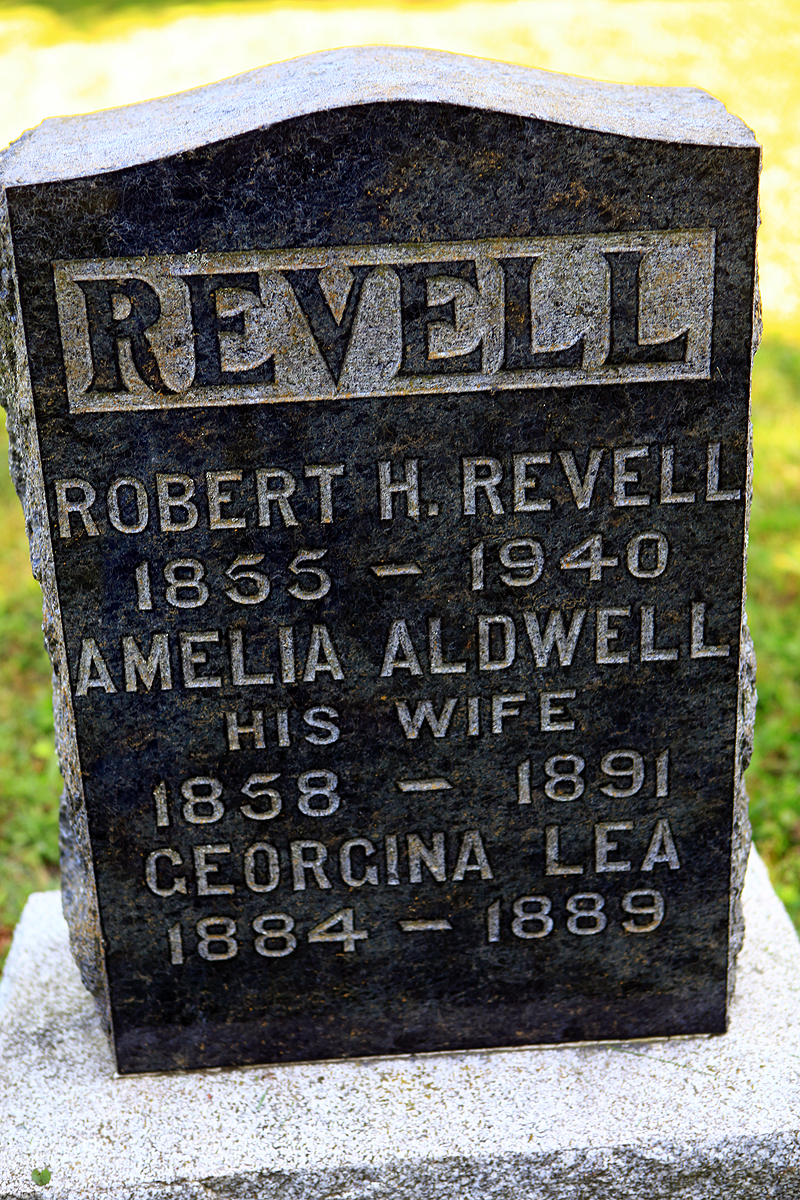 REVELL
ROBERT H. REVELL
1855 – 1940
AMELIA ALDWELL
HIS WIFE
1858 – 1891
GEORGINA LEA
1884 – 1889